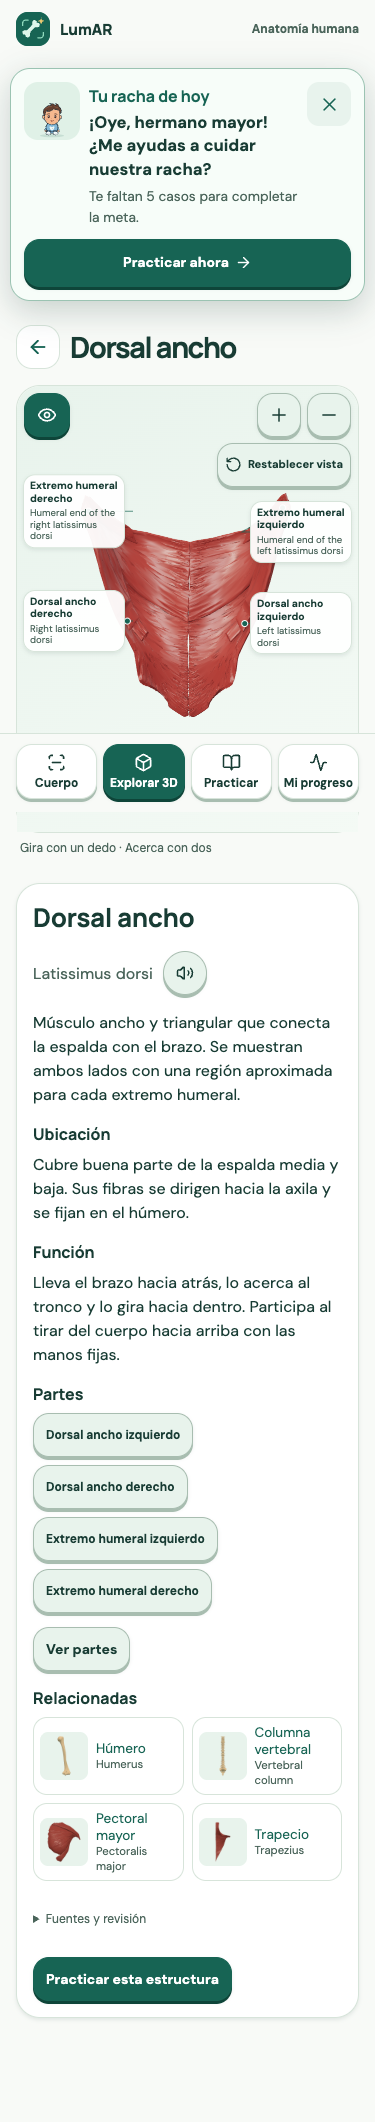 LumAR
Anatomía humana
Tu racha de hoy
¡Oye, hermano mayor!
¿Me ayudas a cuidar
nuestra racha?
Te faltan 5 casos para completar
la meta.
Practicar ahora
Dorsal ancho
Restablecer vista
Extremo humeral
derecho
Humeral end of the
right latissimus
dorsi
Extremo humeral
izquierdo
Humeral end of the
left latissimus dorsi
Dorsal ancho
derecho
Right latissimus
dorsi
Dorsal ancho
izquierdo
Left latissimus
dorsi
Cuerpo
Explorar 3D
Practicar
Mi progreso
Gira con un dedo · Acerca con dos
Dorsal ancho
Latissimus dorsi
Músculo ancho y triangular que conecta
la espalda con el brazo. Se muestran
ambos lados con una región aproximada
para cada extremo humeral.
Ubicación
Cubre buena parte de la espalda media y
baja. Sus fibras se dirigen hacia la axila y
se fijan en el húmero.
Función
Lleva el brazo hacia atrás, lo acerca al
tronco y lo gira hacia dentro. Participa al
tirar del cuerpo hacia arriba con las
manos fijas.
Partes
Dorsal ancho izquierdo
Dorsal ancho derecho
Extremo humeral izquierdo
Extremo humeral derecho
Ver partes
Relacionadas
Húmero
Humerus
Columna
vertebral
Vertebral
column
Pectoral
mayor
Pectoralis
major
Trapecio
Trapezius
Fuentes y revisión
Practicar esta estructura